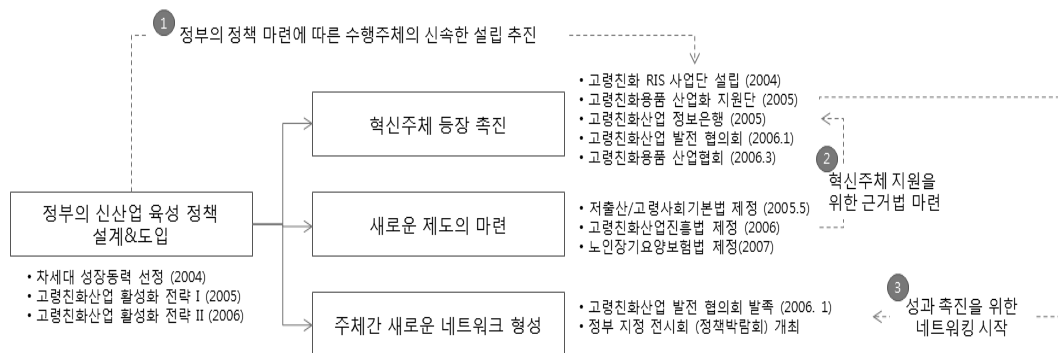 1
정부의 정책 마련에 따른 수행주체의 신속한 설립 추진
혁신주체 등장 촉진
• 고령친화 RIS 사업단 설립 (2004)
• 고령친화용품 산업화 지원단 (2005)
• 고령친화산업 정보은행 (2005)
• 고령친화산업 발전 협의회 (2006.1)
• 고령친화용품 산업협회 (2006.3)
2
혁신주체 지원을
위한 근거법 마련
정부의 신산업 육성 정책
설계&도입
• 차세대 성장동력 선정 (2004)
• 고령친화산업 활성화 전략 I (2005)
• 고령친화산업 활성화 전략 II (2006)
새로운 제도의 마련
• 저출산/고령사회기본법 제정 (2005.5)
• 고령친화산업진흥법 제정 (2006)
• 노인장기요양보험법 제정(2007)
주체간 새로운 네트워크 형성
• 고령친화산업 발전 협의회 발족 (2006. 1)
• 정부 지정 전시회 (정책박람회) 개최
3
성과 촉진을 위한
네트워킹 시작